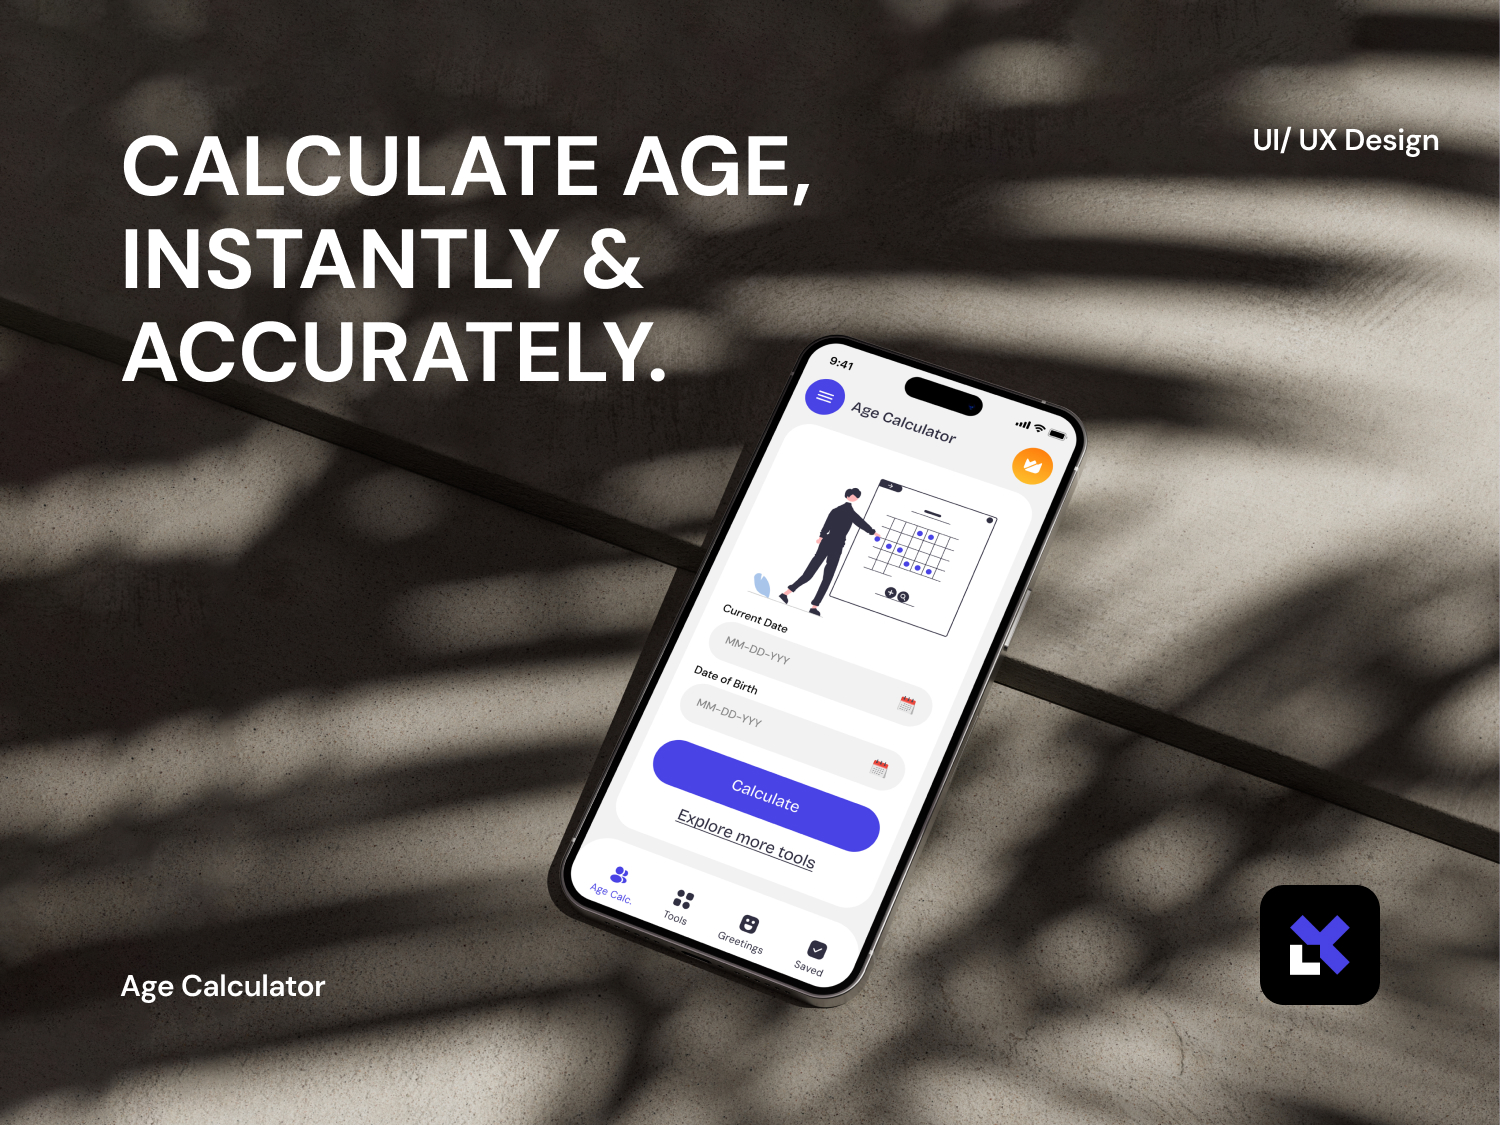 CALCULATE AGE,
INSTANTLY &
ACCURATELY.
UI/ UX Design
9:41
Age Calculator
Current Date
MM-DD-YYY
Date of Birth
MM-DD-YYY
Calculate
Explore more tools
Age Calc.
Tools
Greetings
Saved
Age Calculator